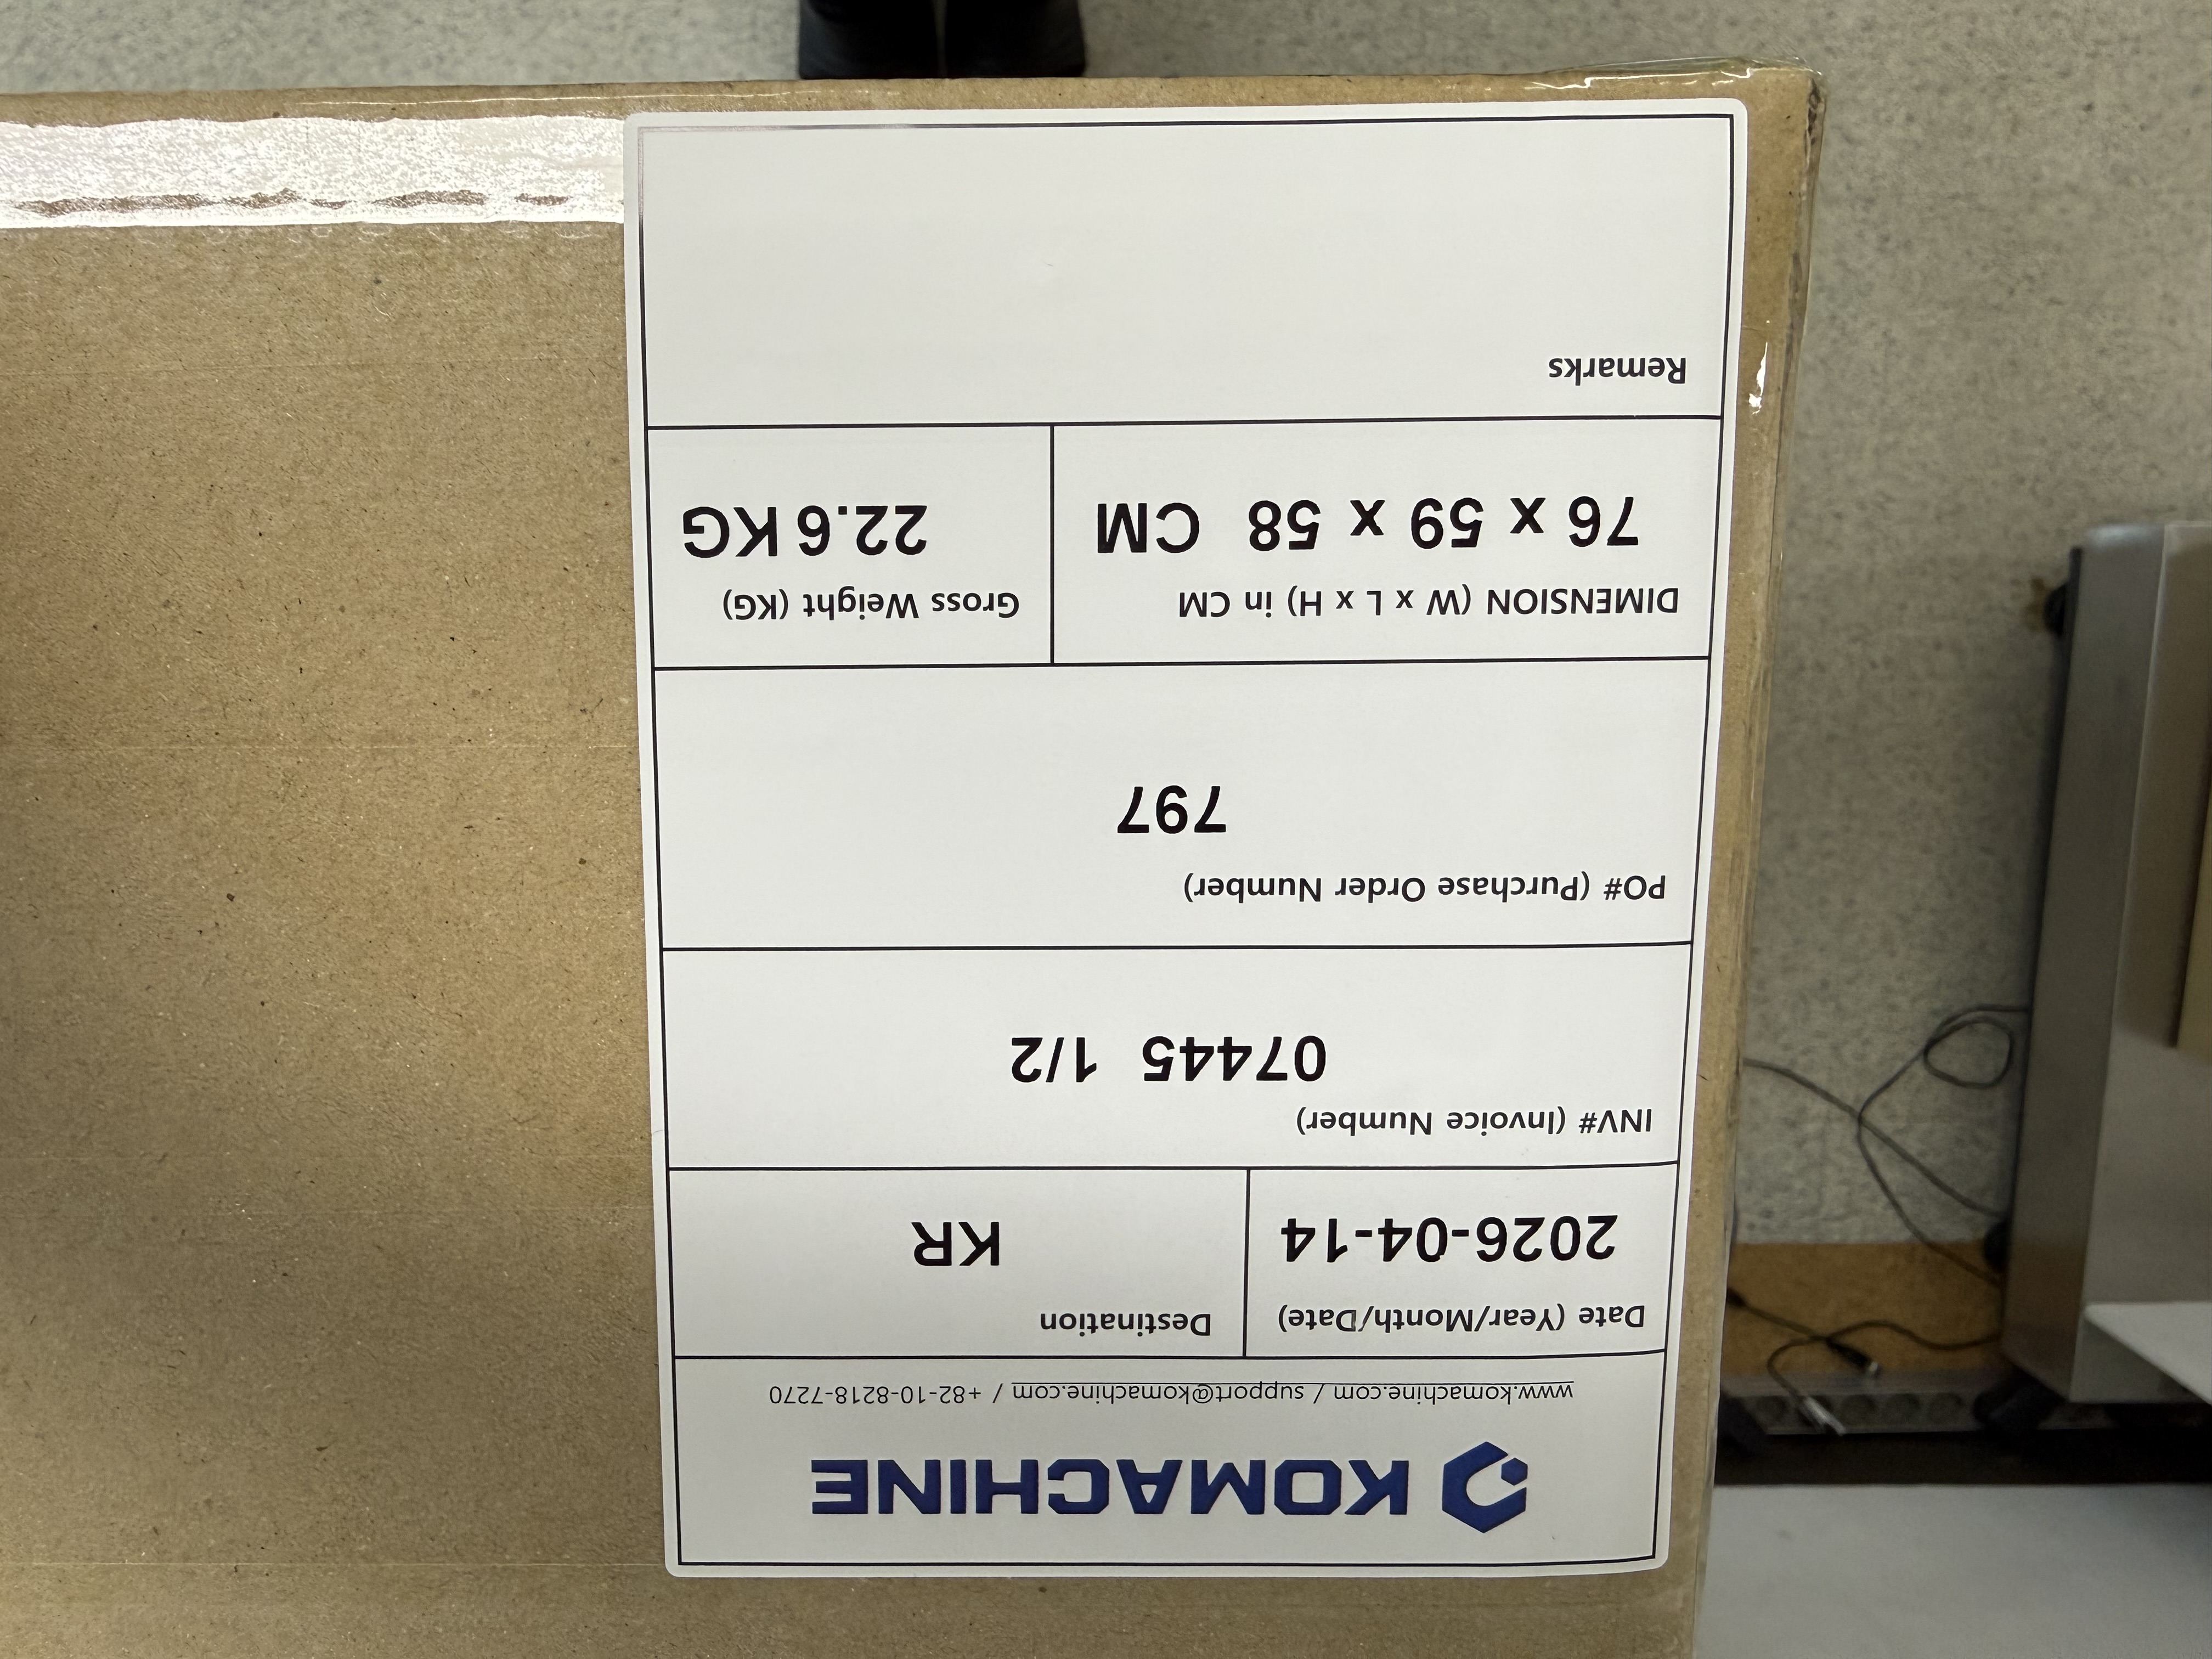 KOMACHINE
www.komachine.com / support@komachine.com / +82-10-8218-7270
Date (Year/Month/Date)
2026-04-14
Destination
KR
INV# (Invoice Number)
07445 1/2
PO# (Purchase Order Number)
797
DIMENSION (W x L x H) in CM
76 x 59 x 58 CM
Gross Weight (KG)
22.6 KG
Remarks